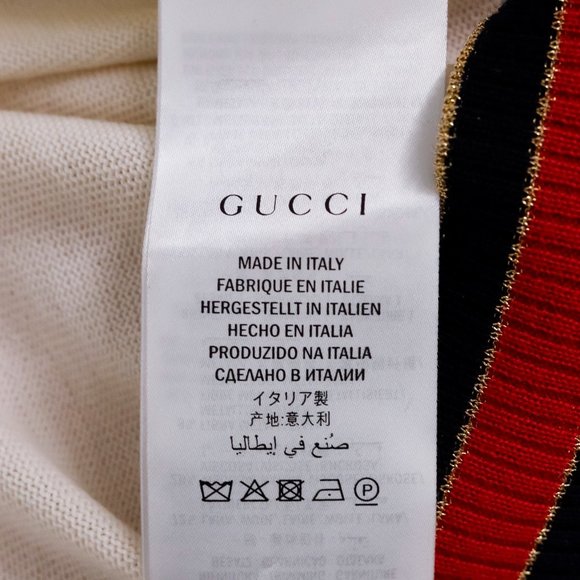 GUCCI
MADE IN ITALY
FABRIQUE EN ITALIE
HERGESTELLT IN ITALIEN
HECHO EN ITALIA
PRODUZIDO NA ITALIA
СДЕЛАНО В ИТАЛИИ
イタリア製
产地:意大利
صُنع في إيطاليا
P